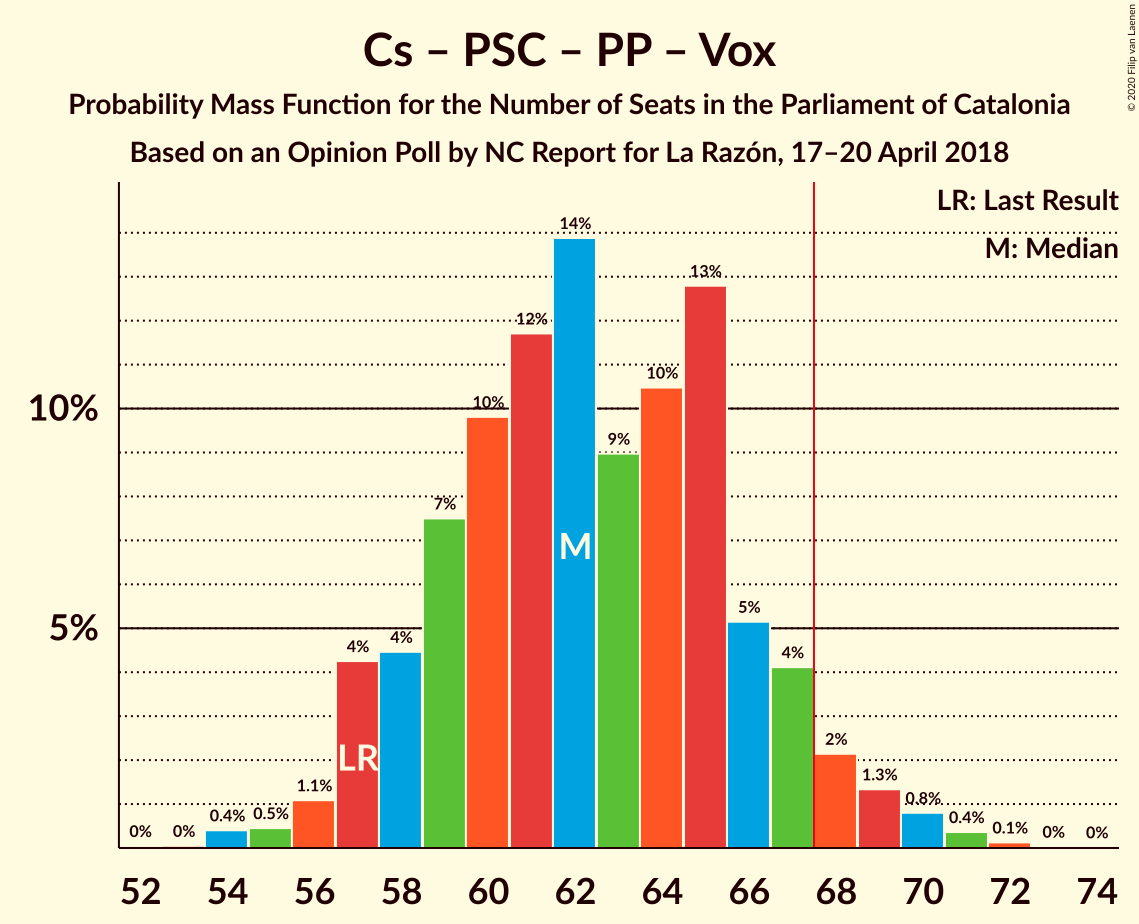 Cs – PSC – PP – Vox
Probability Mass Function for the Number of Seats in the Parliament of Catalonia
Based on an Opinion Poll by NC Report for La Razón, 17–20 April 2018
© 2020 Filip van Laenen
LR: Last Result
M: Median
10%
5%
0%
0%
0.4%
0.5%
1.1%
4%
4%
7%
10%
12%
14%
9%
10%
13%
5%
4%
2%
1.3%
0.8%
0.4%
0.1%
0%
0%
LR
M
52 54 56 58 60 62 64 66 68 70 72 74